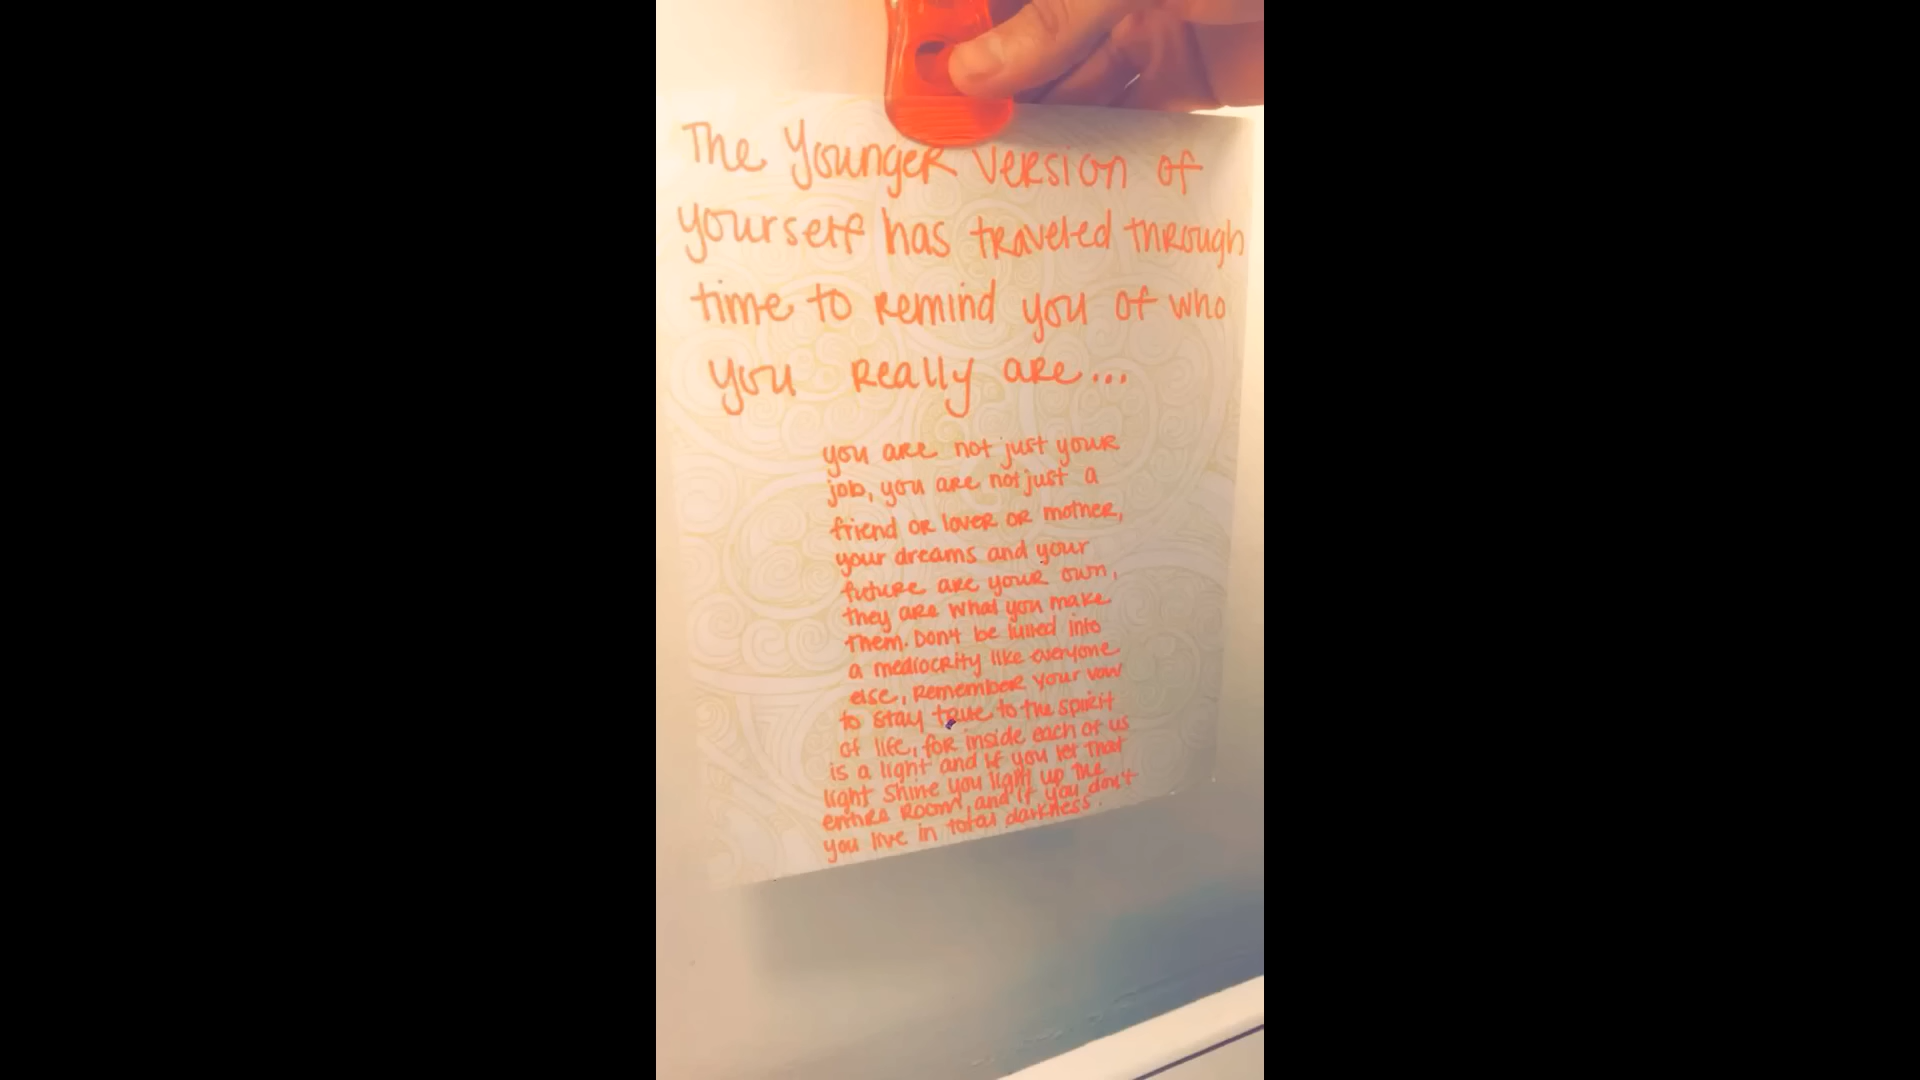 The Younger Version of
yourself has traveled through
time to remind you of who
you really are...
you are not just your
job, you are not just a
friend or lover or mother,
your dreams and your
future are your own,
they are what you make
them. Don't be lulled into
a mediocrity like everyone
else, remember your vow
to stay true to the spirit
of life, for inside each of us
is a light and if you let that
light shine you light up the
entire room, and if you don't
you live in total darkness.